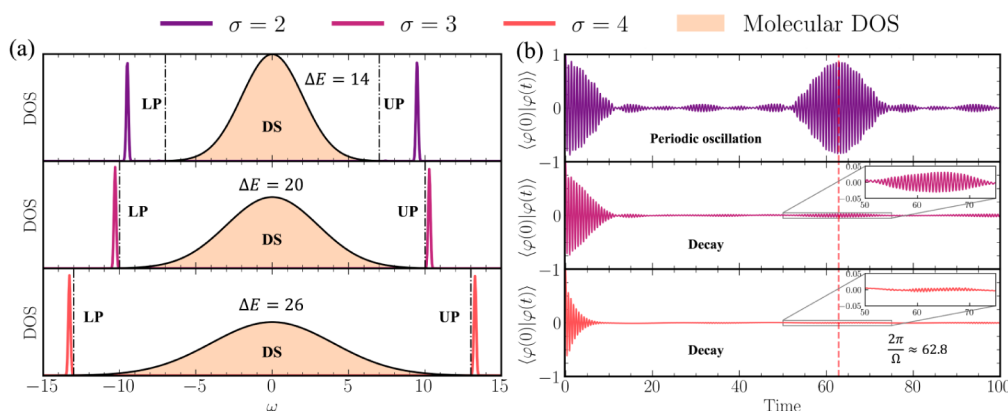 σ = 2 σ = 3 σ = 4 Molecular DOS
(a)
DOS
LP
ΔE = 14
UP
DS
DOS
LP
ΔE = 20
UP
DS
DOS
LP
ΔE = 26
UP
DS
−15 −10 −5 0 5 10 15
ω
(b)
⟨φ(0)|φ(t)⟩
1
0
−1
Periodic oscillation
⟨φ(0)|φ(t)⟩
1
0
−1
0.05
0.00
−0.05
50 60 70
Decay
⟨φ(0)|φ(t)⟩
1
0
−1
0.05
0.00
−0.05
50 60 70
Decay
2π/Ω ≈ 62.8
0 20 40 60 80 100
Time